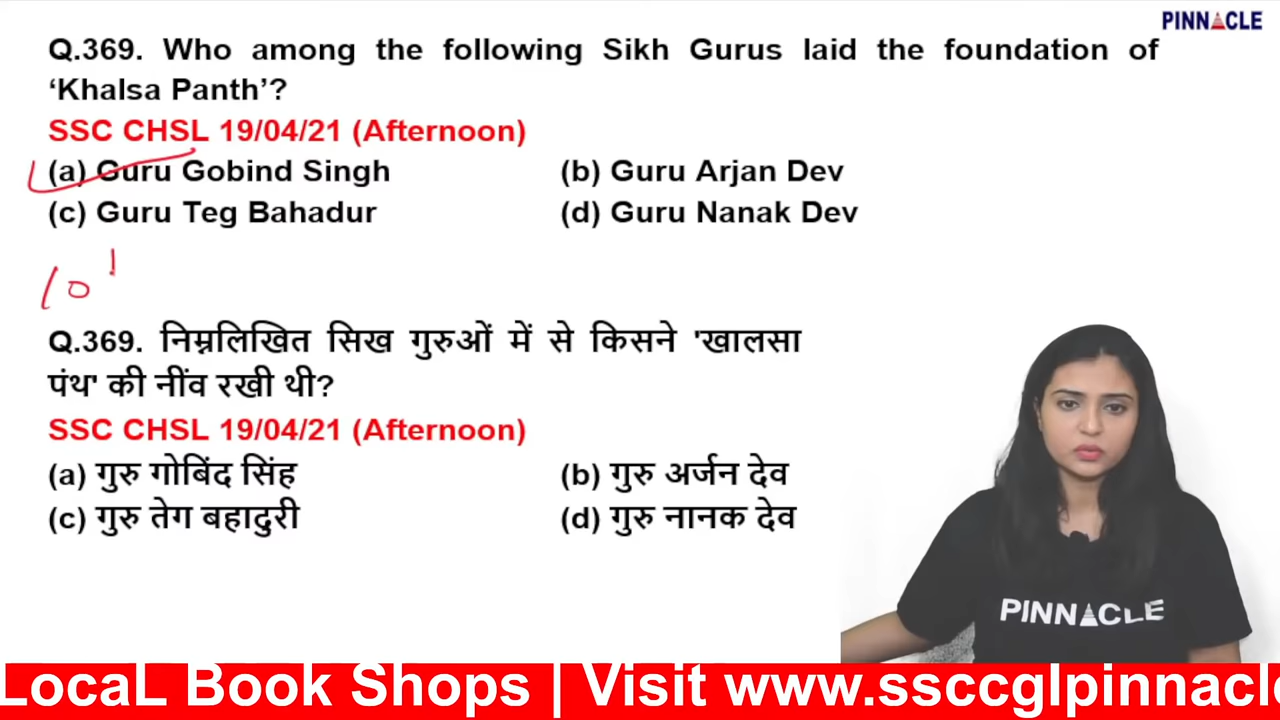 PINNACLE
Q.369. Who among the following Sikh Gurus laid the foundation of
‘Khalsa Panth’?
SSC CHSL 19/04/21 (Afternoon)
(a) Guru Gobind Singh (b) Guru Arjan Dev
(c) Guru Teg Bahadur (d) Guru Nanak Dev
10
Q.369. निम्नलिखित सिख गुरुओं में से किसने 'खालसा
पंथ' की नींव रखी थी?
SSC CHSL 19/04/21 (Afternoon)
(a) गुरु गोबिंद सिंह (b) गुरु अर्जन देव
(c) गुरु तेग बहादुरी (d) गुरु नानक देव
PINNACLE
LocaL Book Shops | Visit www.ssccglpinnacle